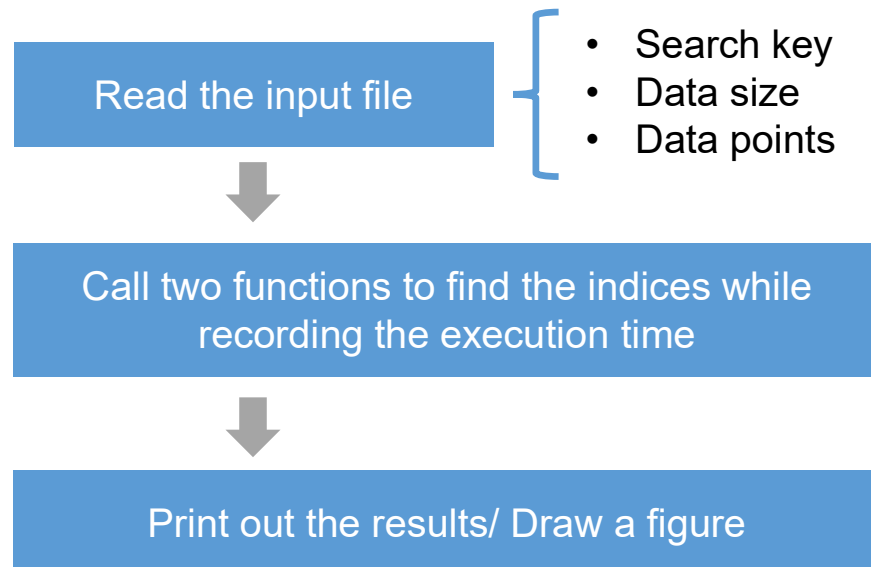 Read the input file
• Search key
• Data size
• Data points
Call two functions to find the indices while
recording the execution time
Print out the results/ Draw a figure